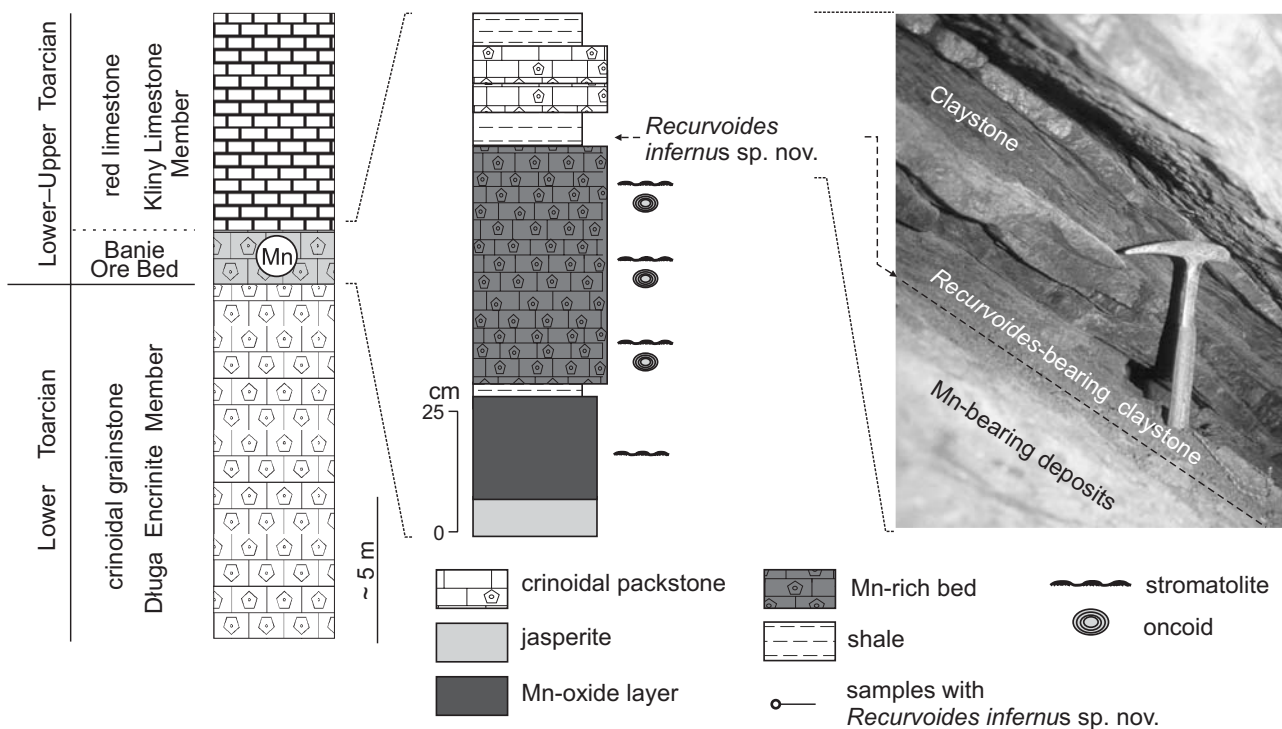 Lower–Upper Toarcian
red limestone
Kliny Limestone
Member
Banie
Ore Bed
Mn
Lower Toarcian
crinoidal grainstone
Długa Encrinite Member
~ 5 m
cm
25
0
Recurvoides
infernus sp. nov.
Claystone
Recurvoides-bearing claystone
Mn-bearing deposits
crinoidal packstone
jasperite
Mn-oxide layer
Mn-rich bed
shale
samples with
Recurvoides infernus sp. nov.
stromatolite
oncoid